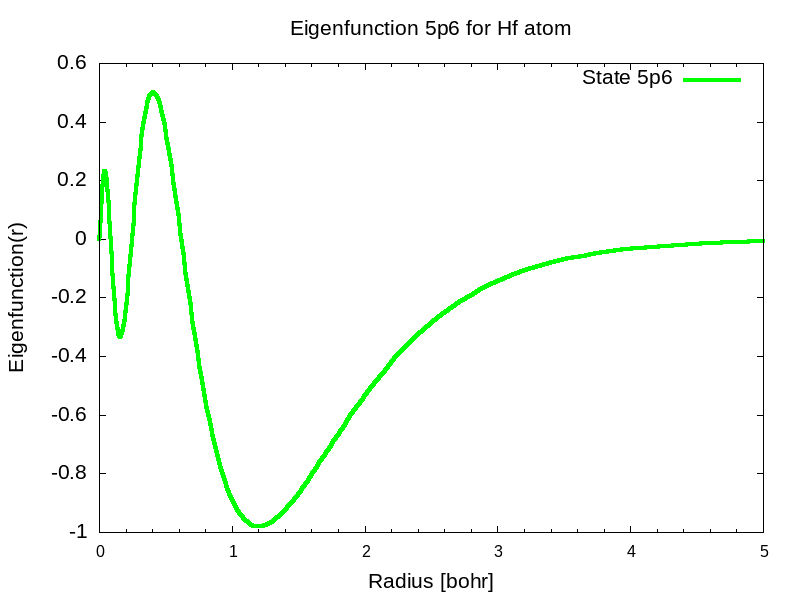 Eigenfunction 5p6 for Hf atom
State 5p6
0.6
0.4
0.2
0
-0.2
-0.4
-0.6
-0.8
-1
Eigenfunction(r)
0 1 2 3 4 5
Radius [bohr]